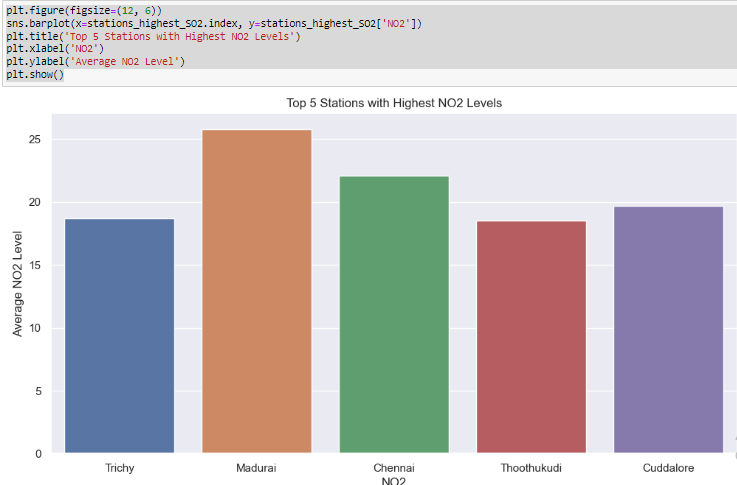 plt.figure(figsize=(12, 6))
sns.barplot(x=stations_highest_SO2.index, y=stations_highest_SO2['NO2'])
plt.title('Top 5 Stations with Highest NO2 Levels')
plt.xlabel('NO2')
plt.ylabel('Average NO2 Level')
plt.show()
Top 5 Stations with Highest NO2 Levels
25
20
15
10
5
0
Average NO2 Level
Trichy Madurai Chennai Thoothukudi Cuddalore
NO2